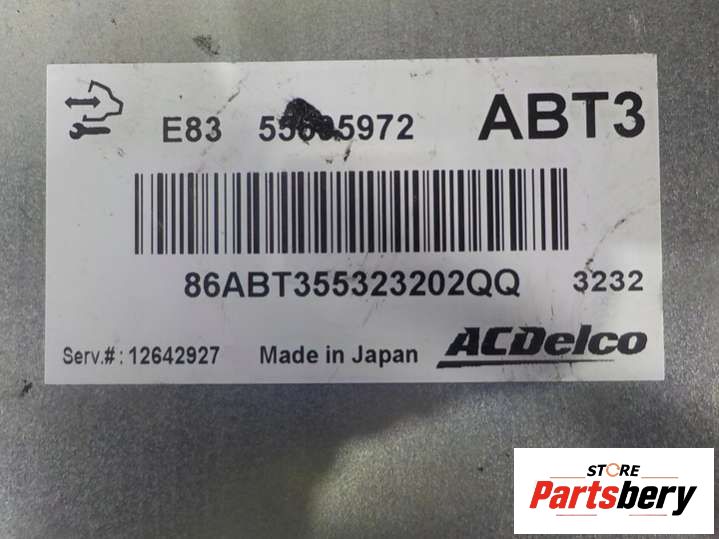 E83 ABT3
86ABT355323202QQ 3232
Serv.#: 12642927 Made in Japan ACDelco
STORE
Partsbery